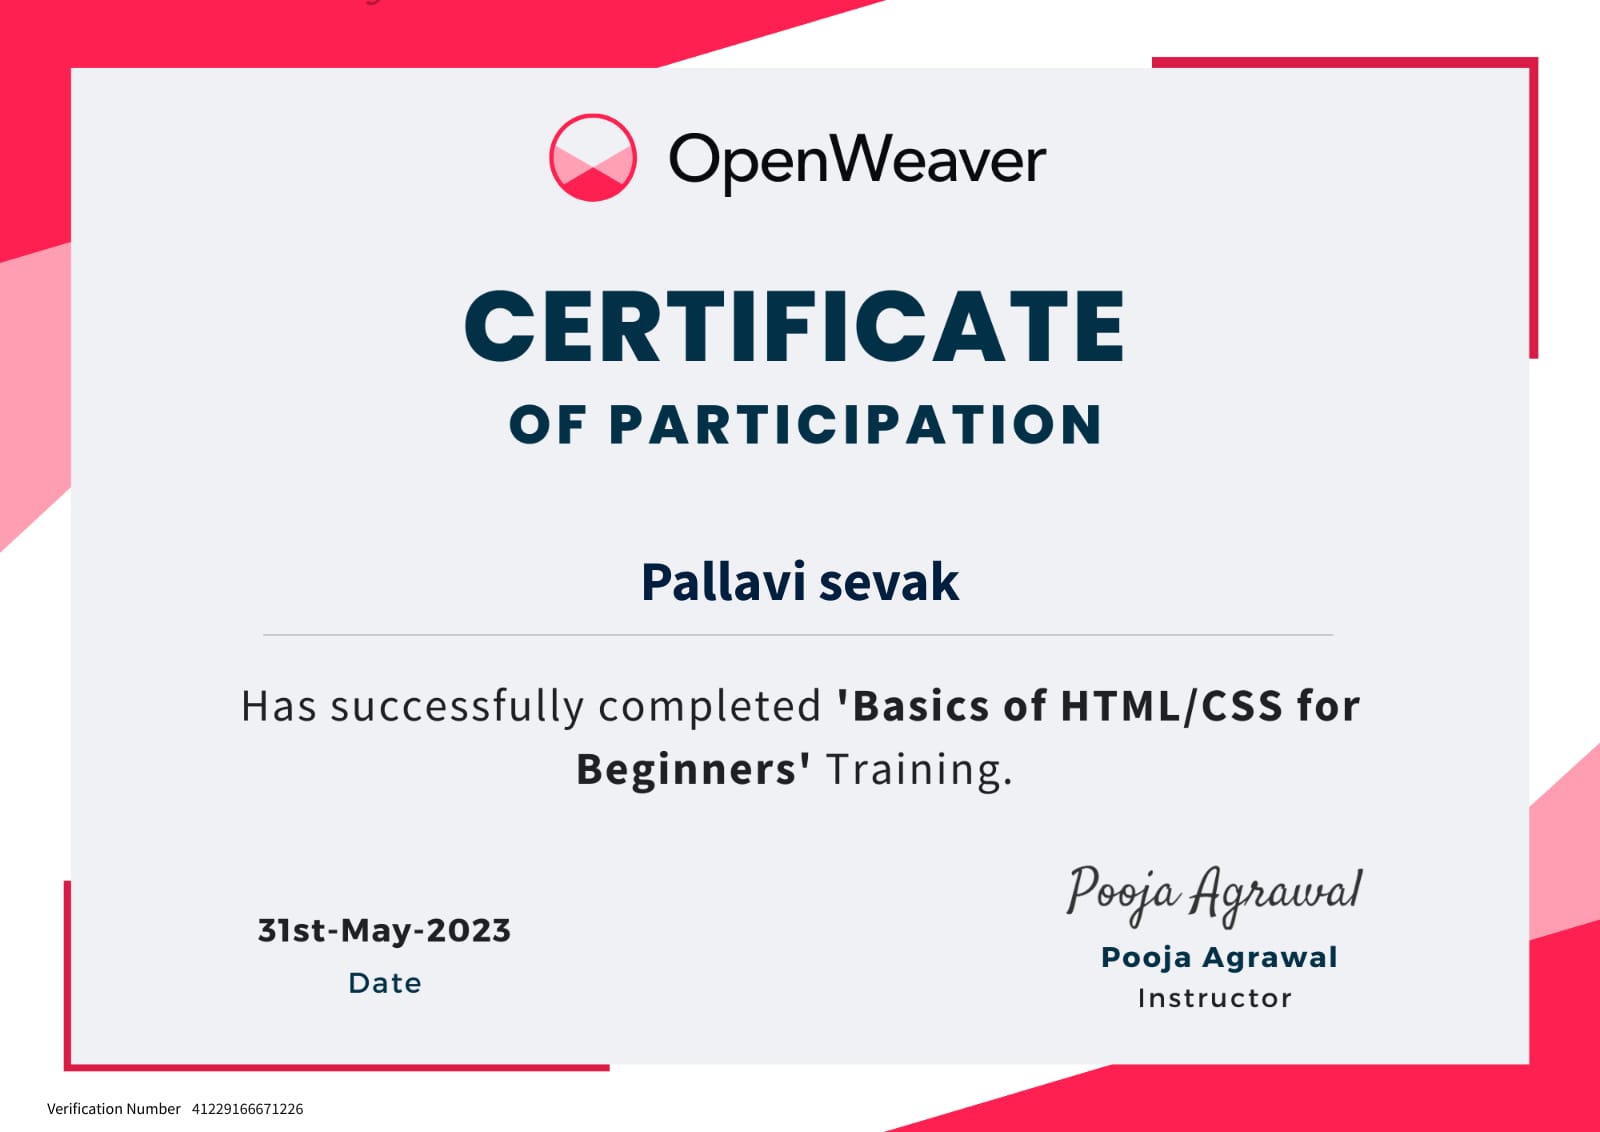 OpenWeaver
CERTIFICATE
OF PARTICIPATION
Pallavi sevak
Has successfully completed 'Basics of HTML/CSS for
Beginners' Training.
31st-May-2023
Date
Pooja Agrawal
Pooja Agrawal
Instructor
Verification Number 41229166671226